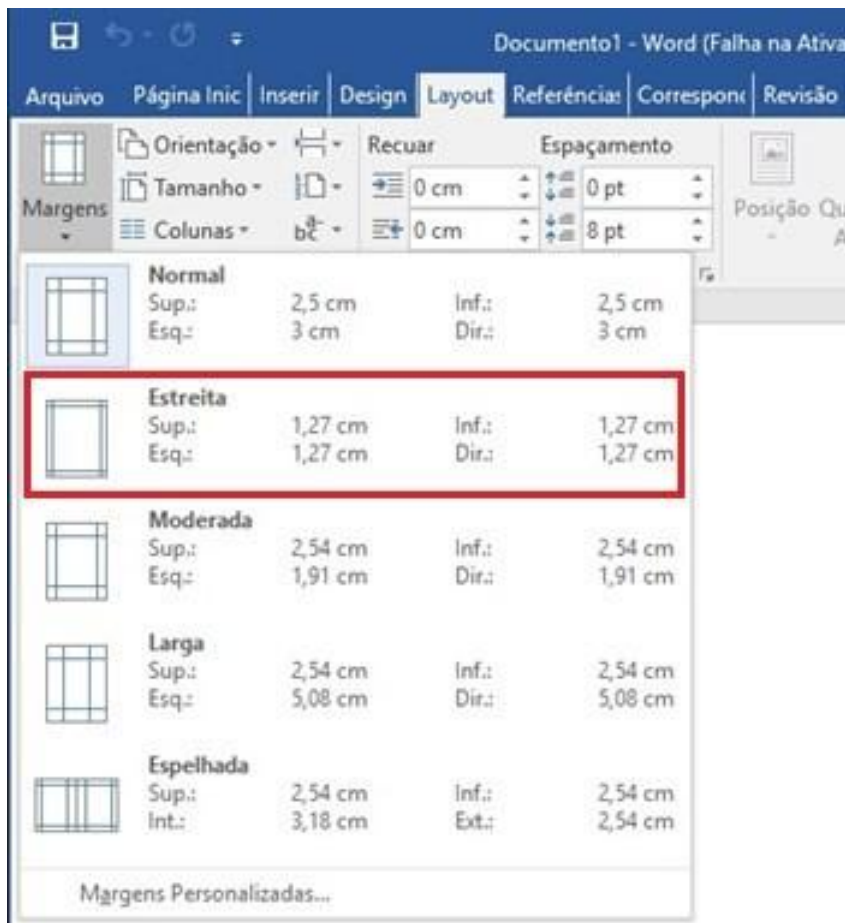 Documento1 - Word (Falha na Ativa
Arquivo Página Inic Inserir Design Layout Referências Correspon Revisão
Margens
Orientação
Tamanho
Colunas
Recuar
0 cm
0 cm
Espaçamento
0 pt
8 pt
Posição
Qu
A
Normal
Sup.: 2,5 cm Inf.: 2,5 cm
Esq.: 3 cm Dir.: 3 cm
Estreita
Sup.: 1,27 cm Inf.: 1,27 cm
Esq.: 1,27 cm Dir.: 1,27 cm
Moderada
Sup.: 2,54 cm Inf.: 2,54 cm
Esq.: 1,91 cm Dir.: 1,91 cm
Larga
Sup.: 2,54 cm Inf.: 2,54 cm
Esq.: 5,08 cm Dir.: 5,08 cm
Espelhada
Sup.: 2,54 cm Inf.: 2,54 cm
Int.: 3,18 cm Ext.: 2,54 cm
Margens Personalizadas...